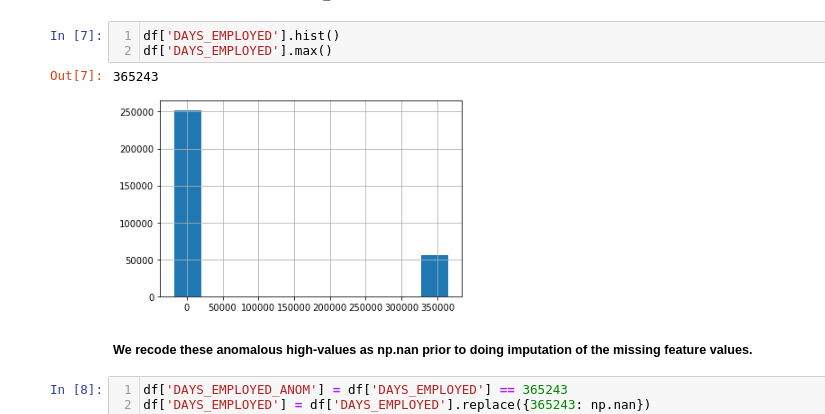 In [7]:
1 df['DAYS_EMPLOYED'].hist()
2 df['DAYS_EMPLOYED'].max()
Out[7]: 365243
250000
200000
150000
100000
50000
0
0 50000 100000 150000 200000 250000 300000 350000
We recode these anomalous high-values as np.nan prior to doing imputation of the missing feature values.
In [8]:
1 df['DAYS_EMPLOYED_ANOM'] = df['DAYS_EMPLOYED'] == 365243
2 df['DAYS_EMPLOYED'] = df['DAYS_EMPLOYED'].replace({365243: np.nan})